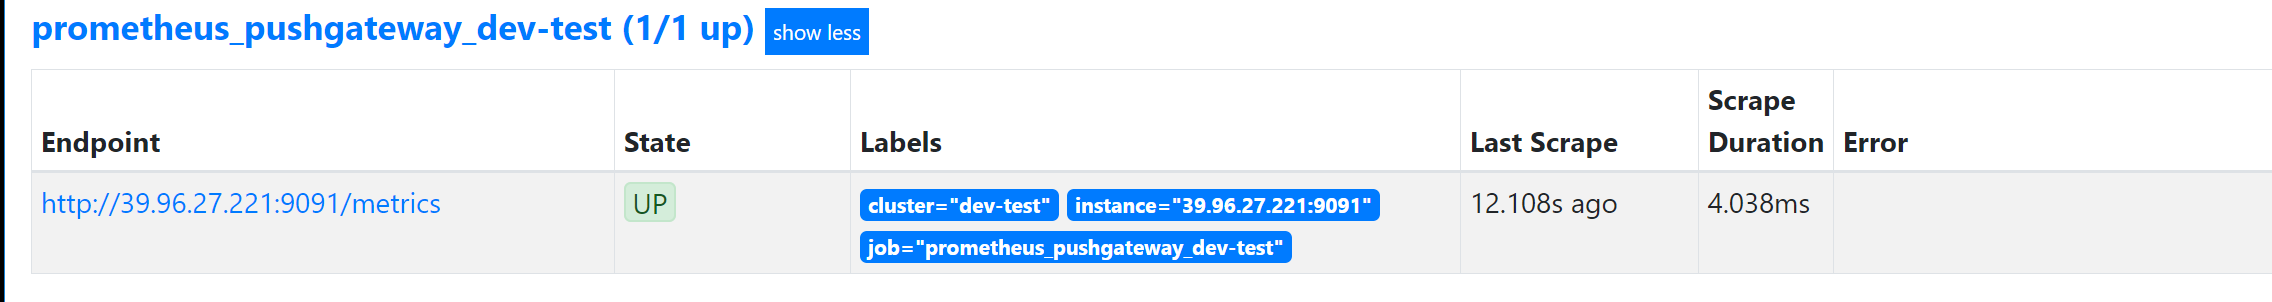 prometheus_pushgateway_dev-test (1/1 up) show less
Endpoint State Labels Last Scrape Scrape Duration Error
http://39.96.27.221:9091/metrics UP cluster="dev-test" instance="39.96.27.221:9091" 12.108s ago 4.038ms
job="prometheus_pushgateway_dev-test"